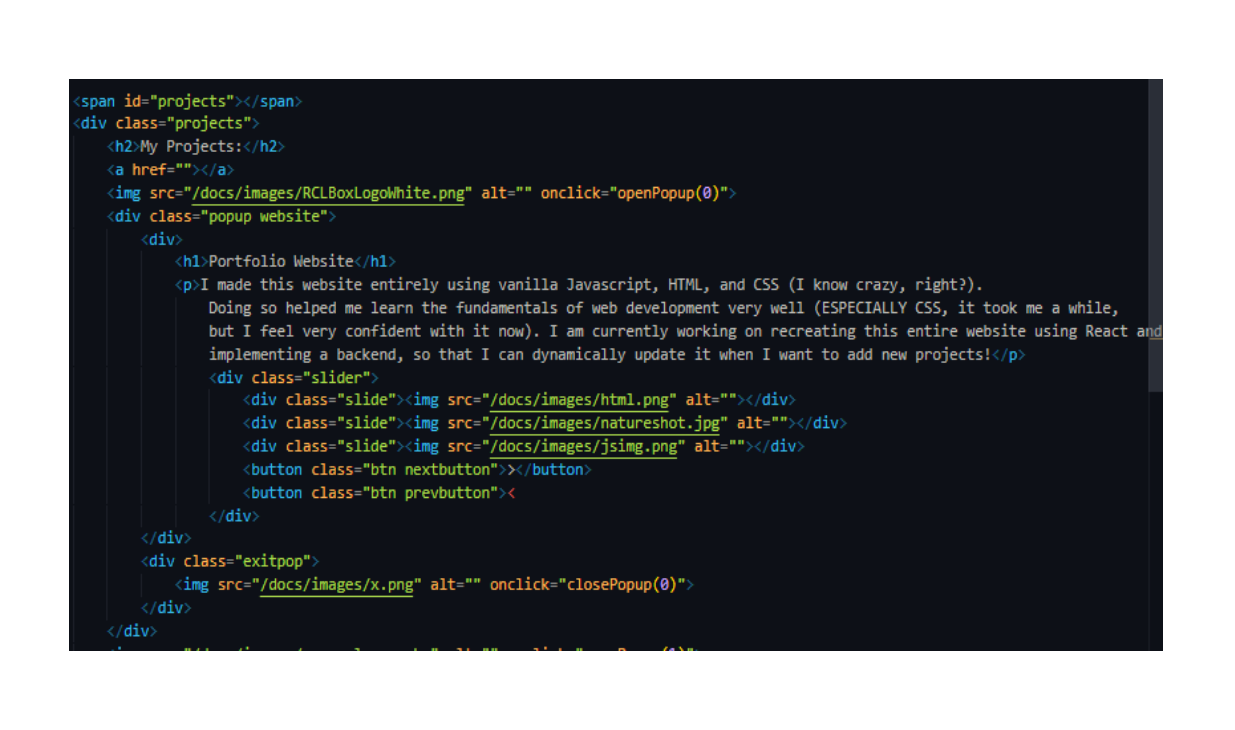 <span id="projects"></span>
<div class="projects">
<h2>My Projects:</h2>
<a href=""></a>
<img src="/docs/images/RCLBoxLogoWhite.png" alt="" onclick="openPopup(0)">
<div class="popup website">
<div>
<h1>Portfolio Website</h1>
<p>I made this website entirely using vanilla Javascript, HTML, and CSS (I know crazy, right?).
Doing so helped me learn the fundamentals of web development very well (ESPECIALLY CSS, it took me a while,
but I feel very confident with it now). I am currently working on recreating this entire website using React and
implementing a backend, so that I can dynamically update it when I want to add new projects!</p>
<div class="slider">
<div class="slide"><img src="/docs/images/html.png" alt=""></div>
<div class="slide"><img src="/docs/images/natureshot.jpg" alt=""></div>
<div class="slide"><img src="/docs/images/jsimg.png" alt=""></div>
<button class="btn nextbutton">></button>
<button class="btn prevbutton"><
</div>
</div>
<div class="exitpop">
<img src="/docs/images/x.png" alt="" onclick="closePopup(0)">
</div>
</div>